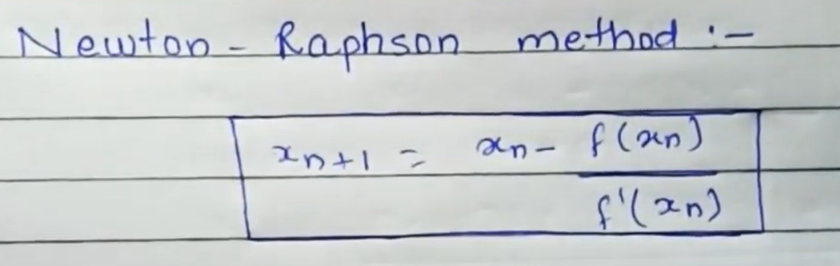 Newton - Raphson method :-
xₙ₊₁ = xₙ - f(xₙ)
f'(xₙ)